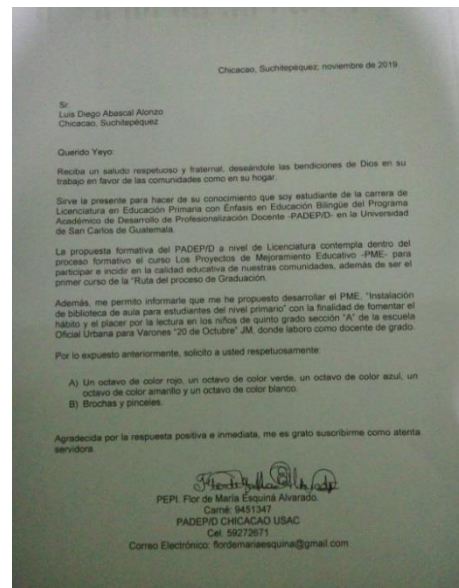 Chicacao, Suchitepéquez, noviembre de 2019.
Sr.
Luis Diego Abascal Alonzo
Chicacao, Suchitepéquez
Querido Yeyo:
Reciba un saludo respetuoso y fraternal, deseándole las bendiciones de Dios en su
trabajo en favor de las comunidades como en su hogar.
Sirve la presente para hacer de su conocimiento que soy estudiante de la carrera de
Licenciatura en Educación Primaria con Énfasis en Educación Bilingüe del Programa
Académico de Desarrollo de Profesionalización Docente -PADEP/D- en la Universidad
de San Carlos de Guatemala.
La propuesta formativa del PADEP/D a nivel de Licenciatura contempla dentro del
proceso formativo el curso Los Proyectos de Mejoramiento Educativo -PME- para
participar e incidir en la calidad educativa de nuestras comunidades, además de ser el
primer curso de la "Ruta del proceso de Graduación.
Además, me permito informarle que me he propuesto desarrollar el PME, "Instalación
de biblioteca de aula para estudiantes del nivel primario" con la finalidad de fomentar el
hábito y el placer por la lectura en los niños de quinto grado sección "A" de la escuela
Oficial Urbana para Varones "20 de Octubre" JM, donde laboro como docente de grado.
Por lo expuesto anteriormente, solicito a usted respetuosamente:
A) Un octavo de color rojo, un octavo de color verde, un octavo de color azul, un
octavo de color amarillo y un octavo de color blanco.
B) Brochas y pinceles.
Agradecida por la respuesta positiva e inmediata, me es grato suscribirme como atenta
servidora.
PEPI. Flor de María Esquiná Alvarado.
Carné: 9451347
PADEP/D CHICACAO USAC
Cel. 59272671
Correo Electrónico: flordemariaesquina@gmail.com